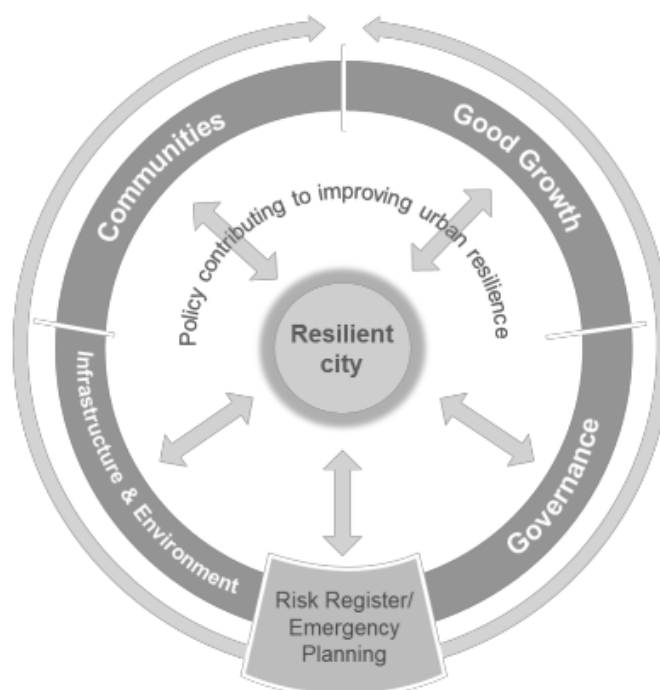 Communities
Good Growth
Policy contributing to improving urban resilience
Resilient
city
Infrastructure & Environment
Governance
Risk Register/
Emergency
Planning